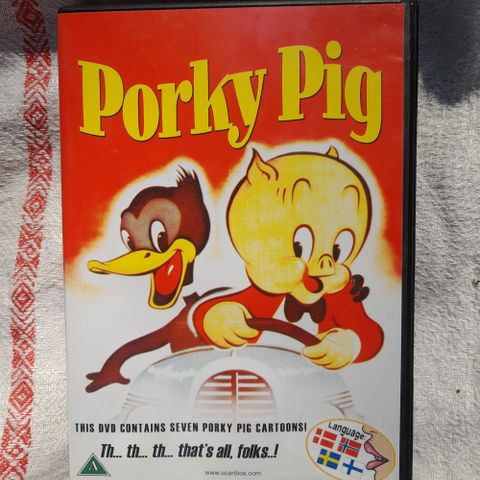 Porky Pig
THIS DVD CONTAINS SEVEN PORKY PIG CARTOONS!
Th... th... th... that's all, folks..!
Language:
A
www.scanbox.com